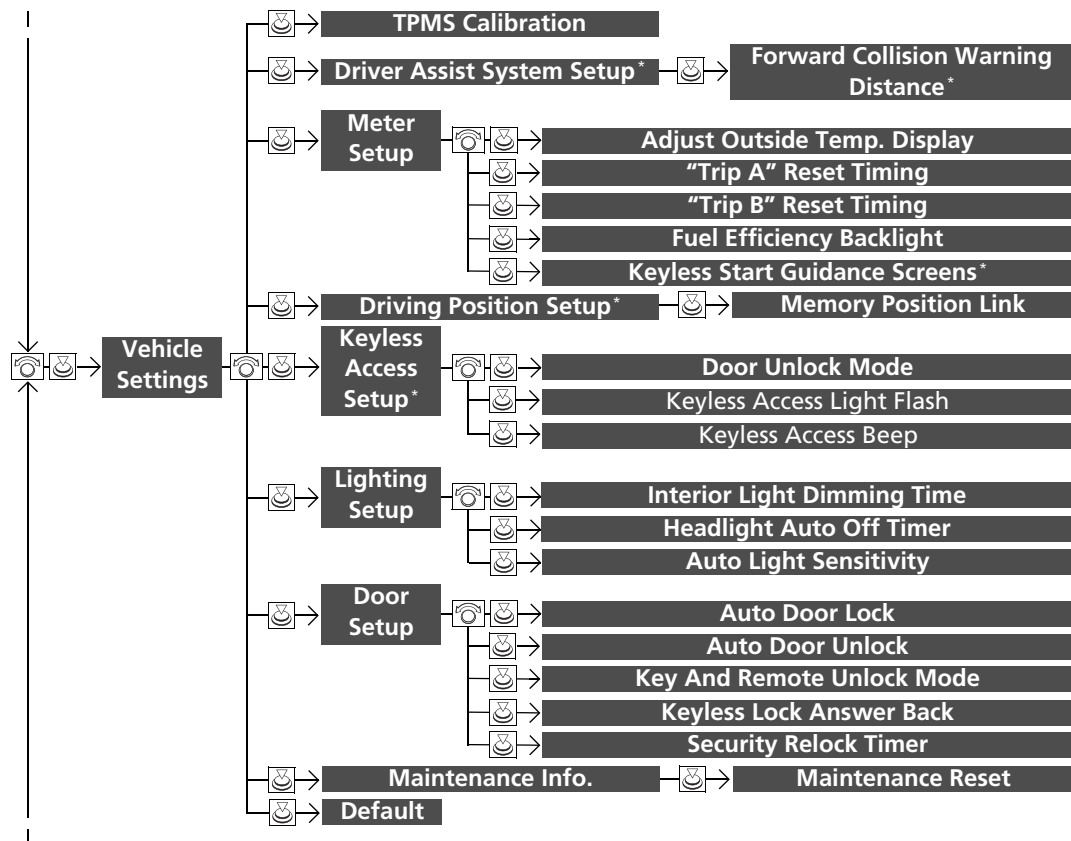 TPMS Calibration
Driver Assist System Setup*
Forward Collision Warning
Distance*
Meter
Setup
Adjust Outside Temp. Display
“Trip A” Reset Timing
“Trip B” Reset Timing
Fuel Efficiency Backlight
Keyless Start Guidance Screens*
Driving Position Setup*
Memory Position Link
Vehicle
Settings
Keyless
Access
Setup*
Door Unlock Mode
Keyless Access Light Flash
Keyless Access Beep
Lighting
Setup
Interior Light Dimming Time
Headlight Auto Off Timer
Auto Light Sensitivity
Door
Setup
Auto Door Lock
Auto Door Unlock
Key And Remote Unlock Mode
Keyless Lock Answer Back
Security Relock Timer
Maintenance Info.
Maintenance Reset
Default